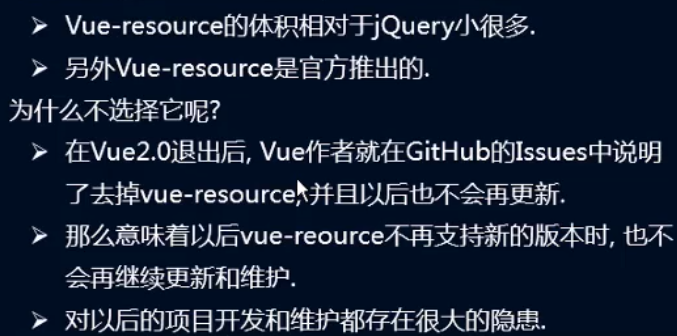 ➢ Vue-resource的体积相对于jQuery小很多.
➢ 另外Vue-resource是官方推出的.
为什么不选择它呢?
➢ 在Vue2.0退出后, Vue作者就在GitHub的Issues中说明
了去掉vue-resource, 并且以后也不会再更新.
➢ 那么意味着以后vue-reource不再支持新的版本时, 也不
会再继续更新和维护.
➢ 对以后的项目开发和维护都存在很大的隐患.